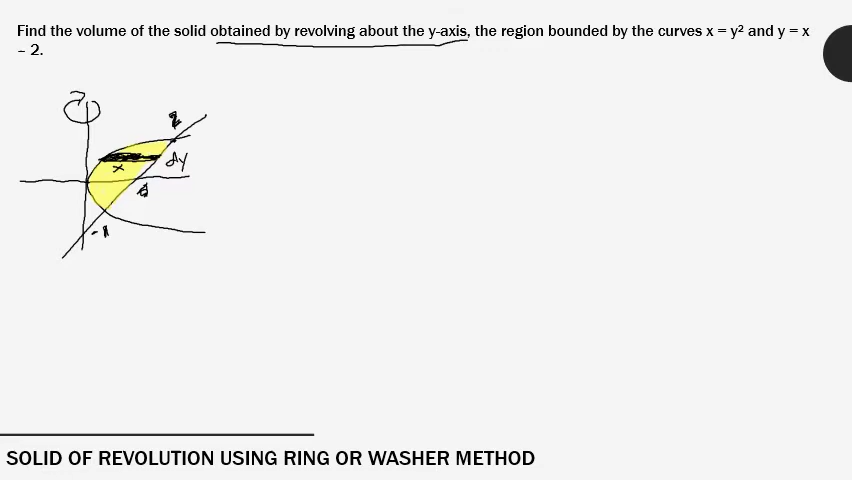 Find the volume of the solid obtained by revolving about the y-axis, the region bounded by the curves x = y² and y = x
– 2.
2
x dy
-1
SOLID OF REVOLUTION USING RING OR WASHER METHOD